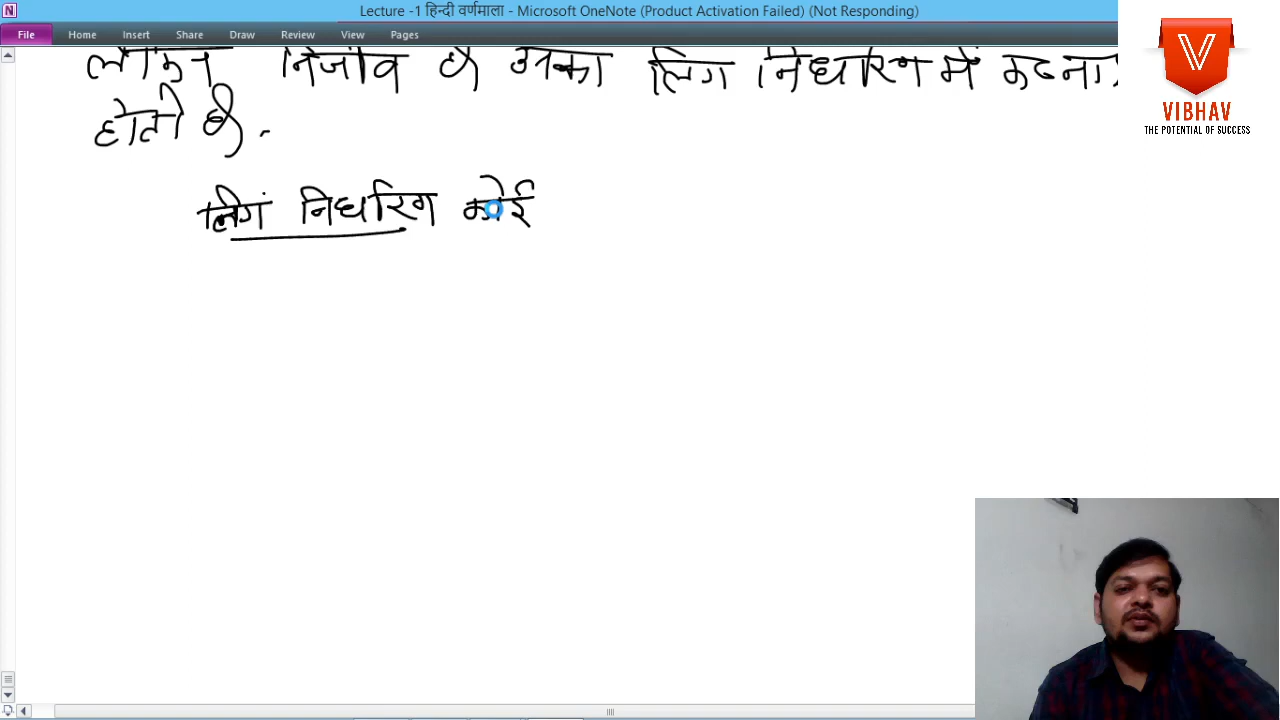 Lecture -1 हिन्दी वर्णमाला - Microsoft OneNote (Product Activation Failed) (Not Responding)
File Home Insert Share Draw Review View Pages
निर्जीव है उनका लिंग निर्धारण में
होती है.
लिगं निर्धारण कोई
VIBHAV
THE POTENTIAL OF SUCCESS